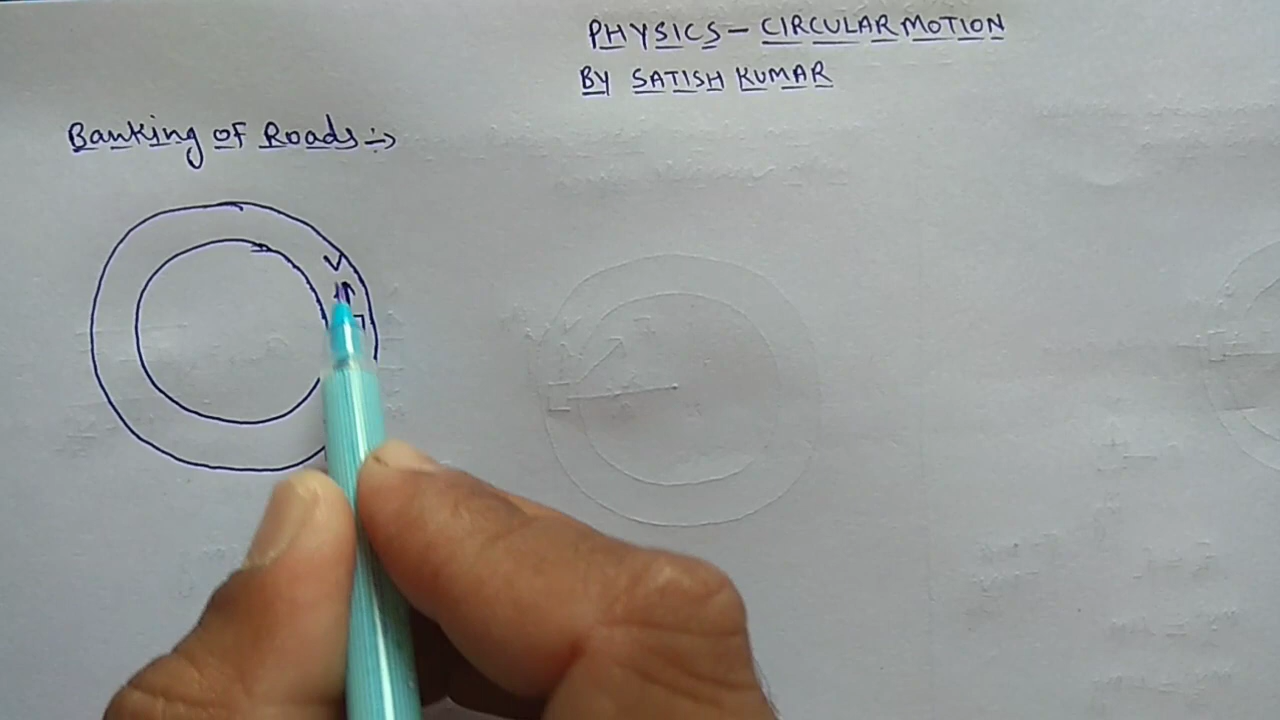 PHYSICS - CIRCULAR MOTION
BY SATISH KUMAR
Banking of Roads :->
V